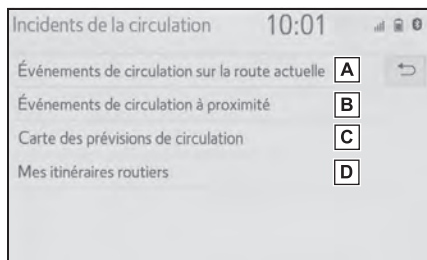 Incidents de la circulation 10:01
Événements de circulation sur la route actuelle A
Événements de circulation à proximité B
Carte des prévisions de circulation C
Mes itinéraires routiers D